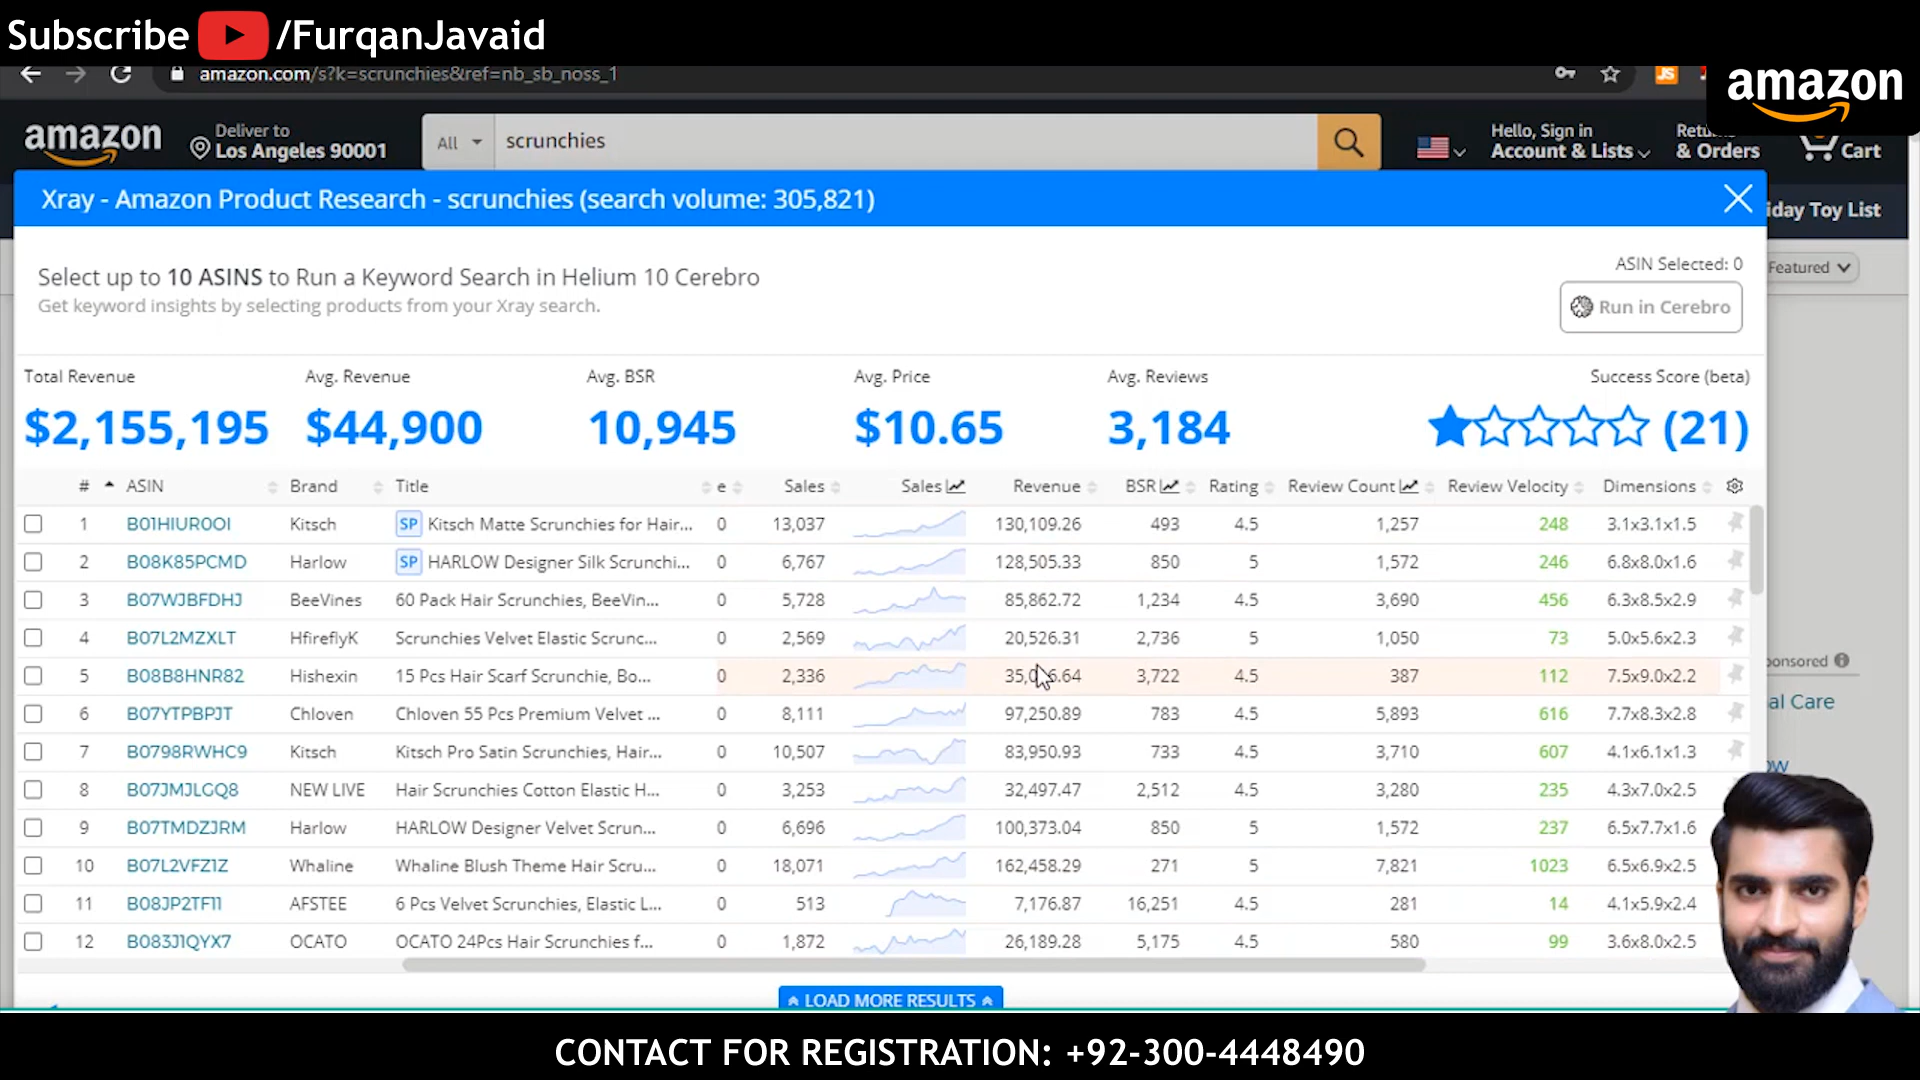 Subscribe /FurqanJavaid
amazon.com/s?k=scrunchies&ref=nb_sb_noss_1
JS
amazon
amazon
Deliver to
Los Angeles 90001
All
scrunchies
Hello, Sign in
Account & Lists
& Orders
Cart
Xray - Amazon Product Research - scrunchies (search volume: 305,821)
iday Toy List
Select up to 10 ASINS to Run a Keyword Search in Helium 10 Cerebro
Get keyword insights by selecting products from your Xray search.
ASIN Selected: 0
Run in Cerebro
Featured
Total Revenue Avg. Revenue Avg. BSR Avg. Price Avg. Reviews Success Score (beta)
$2,155,195 $44,900 10,945 $10.65 3,184 (21)
# ASIN Brand Title e Sales Sales Revenue BSR Rating Review Count Review Velocity Dimensions
1 B01HIUR0OI Kitsch SP Kitsch Matte Scrunchies for Hair... 0 13,037 130,109.26 493 4.5 1,257 248 3.1x3.1x1.5
2 B08K85PCMD Harlow SP HARLOW Designer Silk Scrunchi... 0 6,767 128,505.33 850 5 1,572 246 6.8x8.0x1.6
3 B07WJBFDHJ BeeVines 60 Pack Hair Scrunchies, BeeVin... 0 5,728 85,862.72 1,234 4.5 3,690 456 6.3x8.5x2.9
4 B07L2MZXLT HfireflyK Scrunchies Velvet Elastic Scrunc... 0 2,569 20,526.31 2,736 5 1,050 73 5.0x5.6x2.3
5 B08B8HNR82 Hishexin 15 Pcs Hair Scarf Scrunchie, Bo... 0 2,336 3,722 4.5 387 112 7.5x9.0x2.2
6 B07YTPBPJT Chloven Chloven 55 Pcs Premium Velvet ... 0 8,111 97,250.89 783 4.5 5,893 616 7.7x8.3x2.8
7 B0798RWHC9 Kitsch Kitsch Pro Satin Scrunchies, Hair... 0 10,507 83,950.93 733 4.5 3,710 607 4.1x6.1x1.3
8 B07JMJLGQ8 NEW LIVE Hair Scrunchies Cotton Elastic H... 0 3,253 32,497.47 2,512 4.5 3,280 235 4.3x7.0x2.5
9 B07TMDZJRM Harlow HARLOW Designer Velvet Scrun... 0 6,696 100,373.04 850 5 1,572 237 6.5x7.7x1.6
10 B07L2VFZ1Z Whaline Whaline Blush Theme Hair Scru... 0 18,071 162,458.29 271 5 7,821 1023 6.5x6.9x2.5
11 B08JP2TF11 AFSTEE 6 Pcs Velvet Scrunchies, Elastic L... 0 513 7,176.87 16,251 4.5 281 14 4.1x5.9x2.4
12 B083J1QYX7 OCATO OCATO 24Pcs Hair Scrunchies f... 0 1,872 26,189.28 5,175 4.5 580 99 3.6x8.0x2.5
ponsored
al Care
LOAD MORE RESULTS
CONTACT FOR REGISTRATION: +92-300-4448490